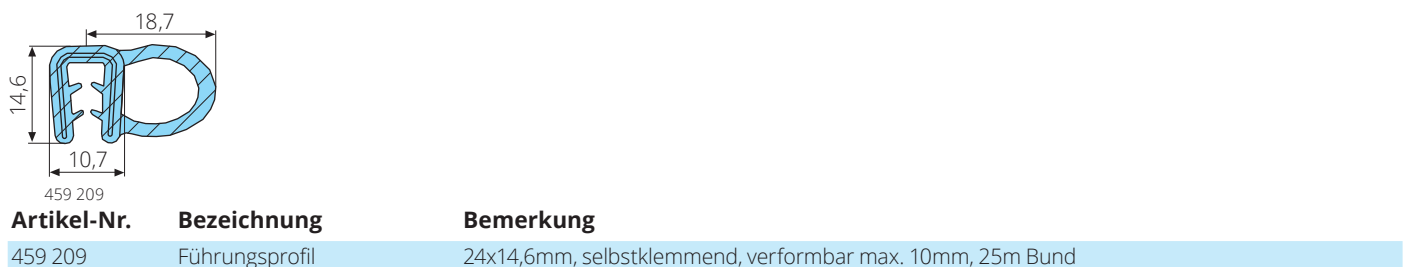 18,7
14,6
10,7
459 209
Artikel-Nr. Bezeichnung Bemerkung
459 209 Führungsprofil 24x14,6mm, selbstklemmend, verformbar max. 10mm, 25m Bund